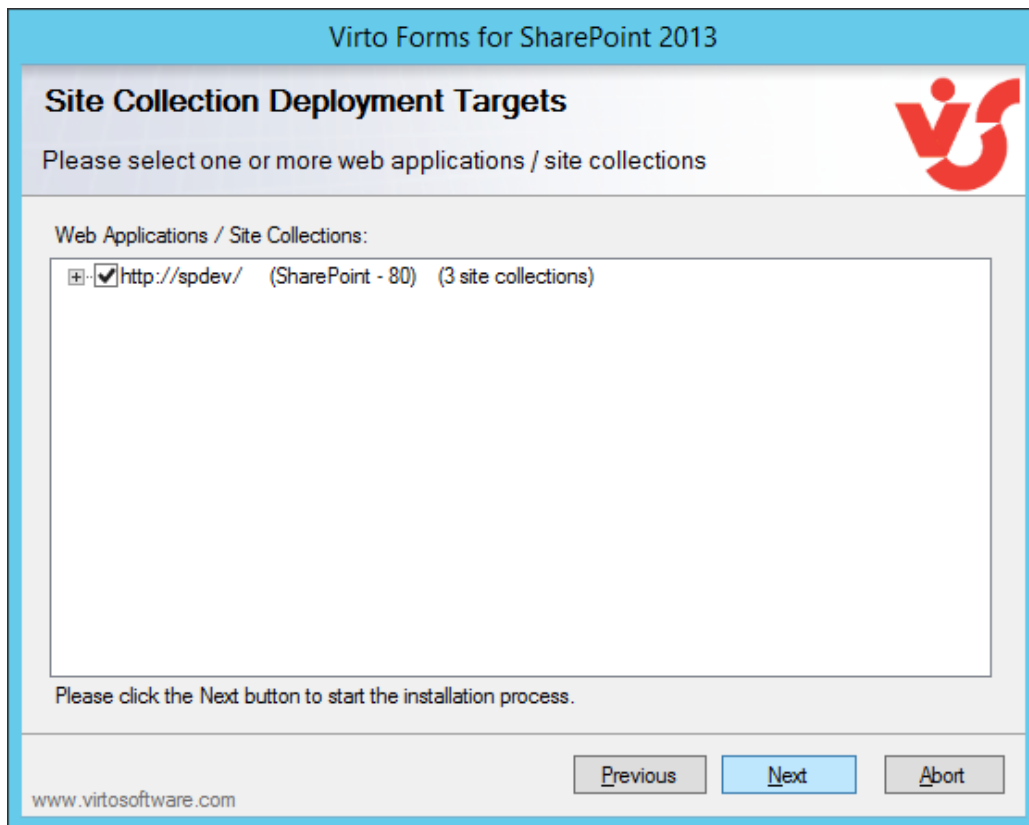 Virto Forms for SharePoint 2013
Site Collection Deployment Targets
Please select one or more web applications / site collections
Web Applications / Site Collections:
http://spdev/ (SharePoint - 80) (3 site collections)
Please click the Next button to start the installation process.
Previous Next Abort
www.virtosoftware.com